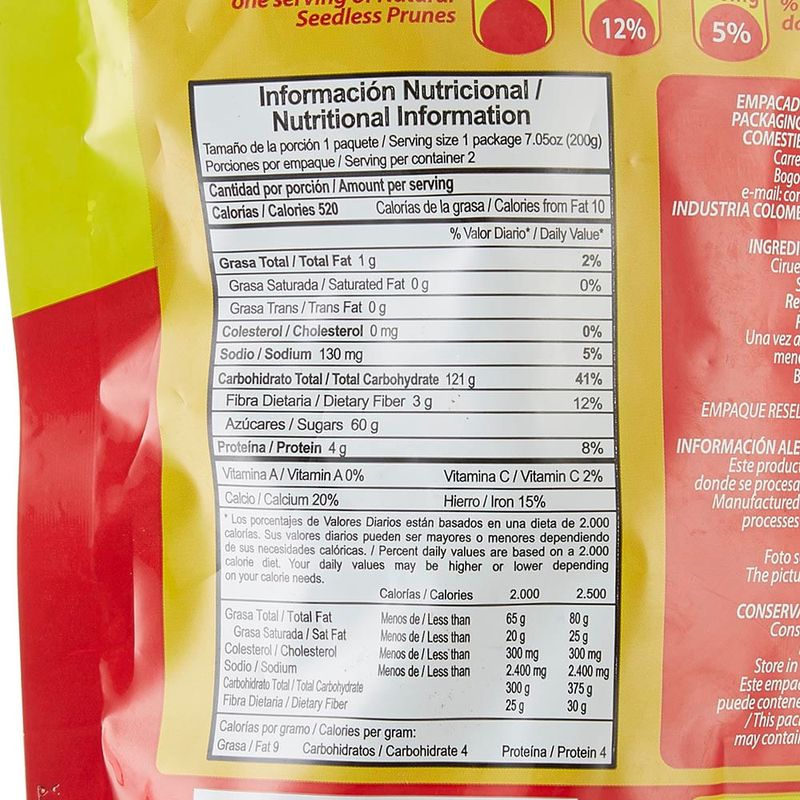 one serving of Natural
Seedless Prunes
12%
5%
%
Información Nutricional /
Nutritional Information
Tamaño de la porción 1 paquete / Serving size 1 package 7.05oz (200g)
Porciones por empaque / Serving per container 2
Cantidad por porción / Amount per serving
Calorías / Calories 520 Calorías de la grasa / Calories from Fat 10
% Valor Diario* / Daily Value*
Grasa Total / Total Fat 1 g 2%
Grasa Saturada / Saturated Fat 0 g 0%
Grasa Trans / Trans Fat 0 g
Colesterol / Cholesterol 0 mg 0%
Sodio / Sodium 130 mg 5%
Carbohidrato Total / Total Carbohydrate 121 g 41%
Fibra Dietaria / Dietary Fiber 3 g 12%
Azúcares / Sugars 60 g
Proteína / Protein 4 g 8%
Vitamina A / Vitamin A 0% Vitamina C / Vitamin C 2%
Calcio / Calcium 20% Hierro / Iron 15%
* Los porcentajes de Valores Diarios están basados en una dieta de 2.000
calorías. Sus valores diarios pueden ser mayores o menores dependiendo
de sus necesidades calóricas. / Percent daily values are based on a 2.000
calorie diet. Your daily values may be higher or lower depending
on your calorie needs.
Calorías / Calories 2.000 2.500
Grasa Total / Total Fat Menos de / Less than 65 g 80 g
Grasa Saturada / Sat Fat Menos de / Less than 20 g 25 g
Colesterol / Cholesterol Menos de / Less than 300 mg 300 mg
Sodio / Sodium Menos de / Less than 2.400 mg 2.400 mg
Carbohidrato Total / Total Carbohydrate 300 g 375 g
Fibra Dietaria / Dietary Fiber 25 g 30 g
Calorías por gramo / Calories per gram:
Grasa / Fat 9 Carbohidratos / Carbohidrate 4 Proteína / Protein 4
EMPACAD
PACKAGING
COMESTIB
Carre
Bogo
e-mail: cor
INDUSTRIA COLOMB
INGREDI
Cirue
Re
Una vez a
men
EMPAQUE RESEL
INFORMACIÓN ALE
Este produc
donde se procesa
Manufactured
processes
Foto s
The pictu
CONSERVA
Cons
Store in
Este empa
puede contene
/ This pac
may contai